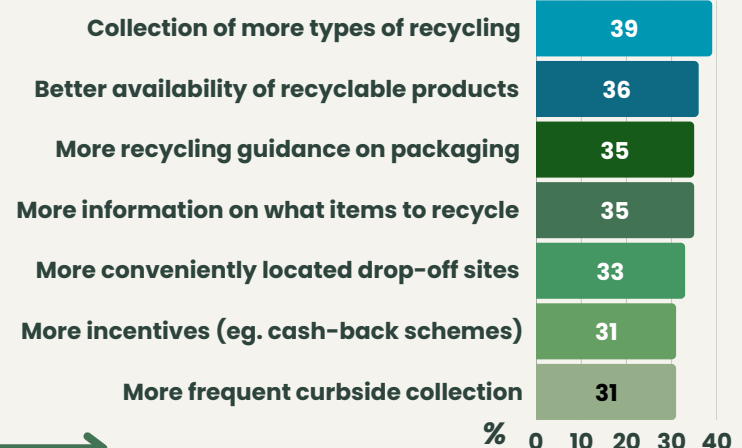 Collection of more types of recycling 39
Better availability of recyclable products 36
More recycling guidance on packaging 35
More information on what items to recycle 35
More conveniently located drop-off sites 33
More incentives (eg. cash-back schemes) 31
More frequent curbside collection 31
% 0 10 20 30 40